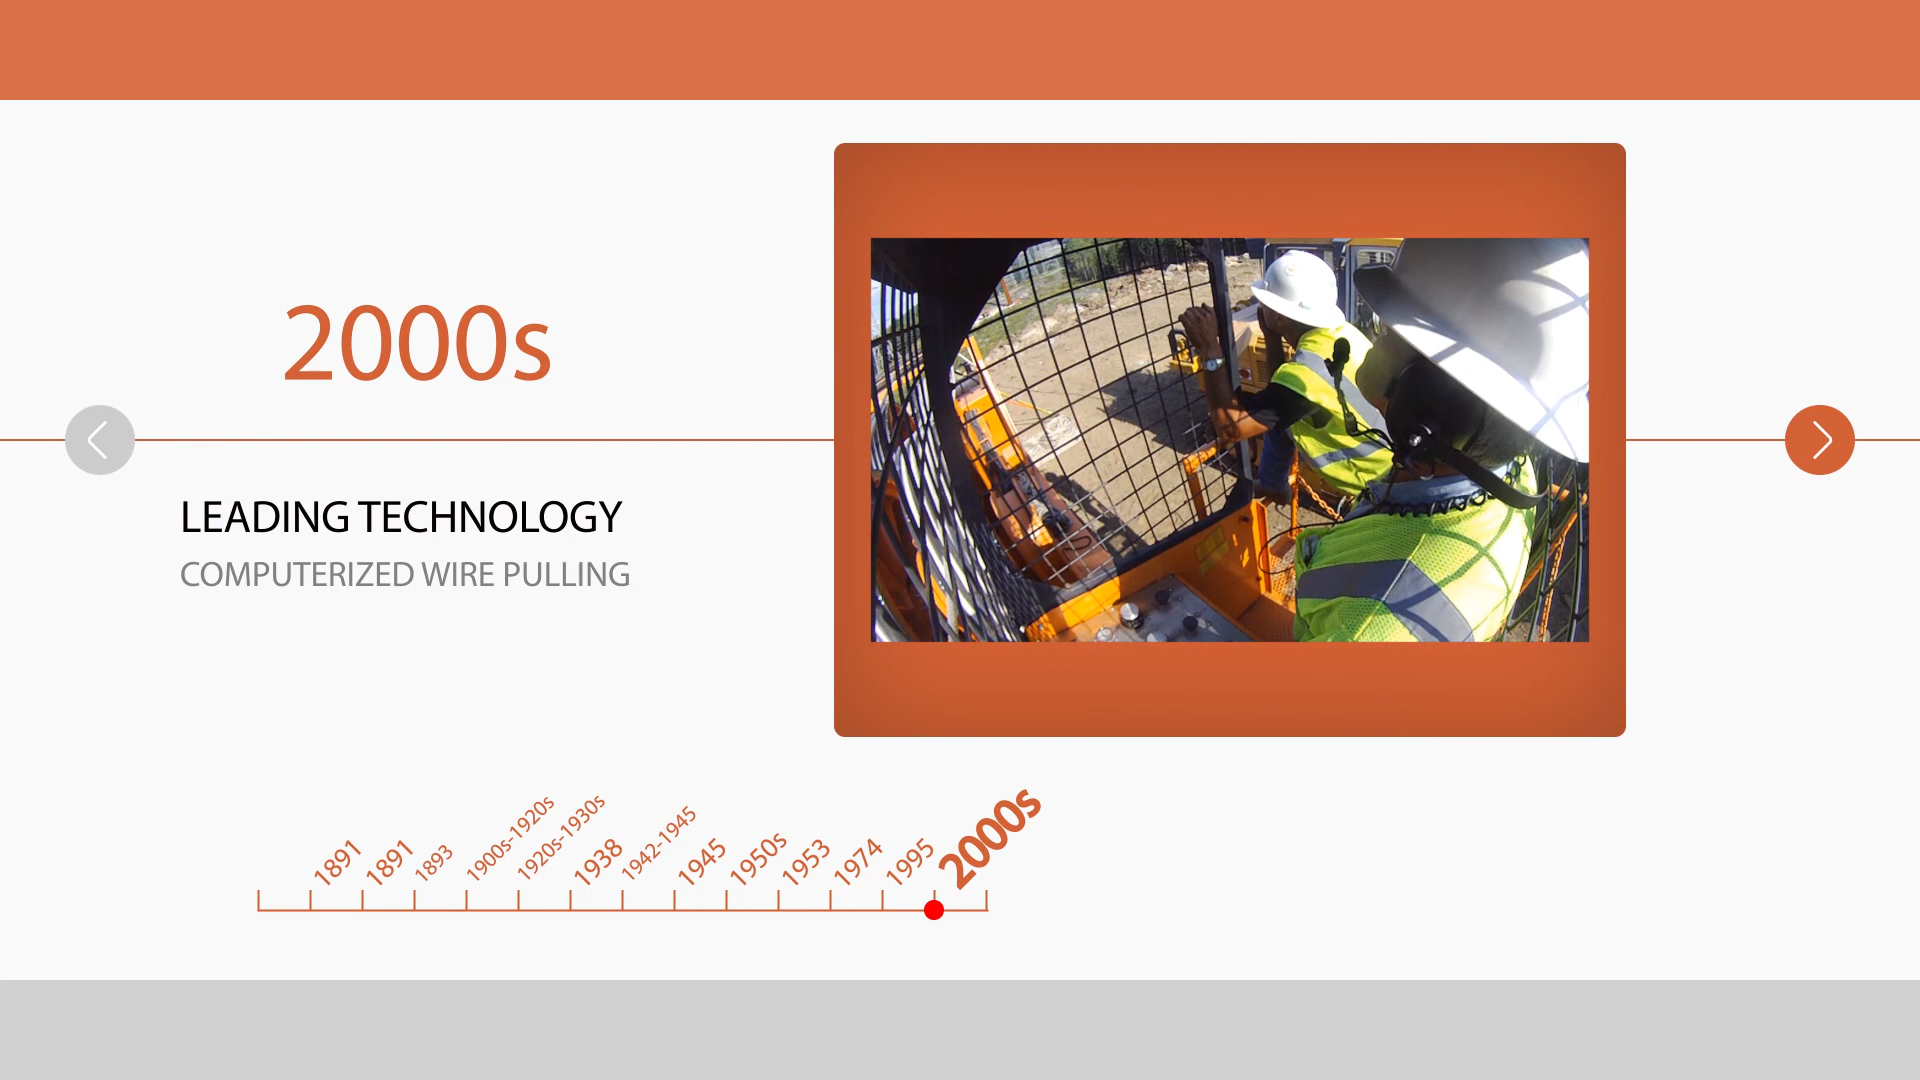 2000s
LEADING TECHNOLOGY
COMPUTERIZED WIRE PULLING
1891
1891
1893
1900s-1920s
1920s-1930s
1938
1942-1945
1945
1950s
1953
1974
1995
2000s